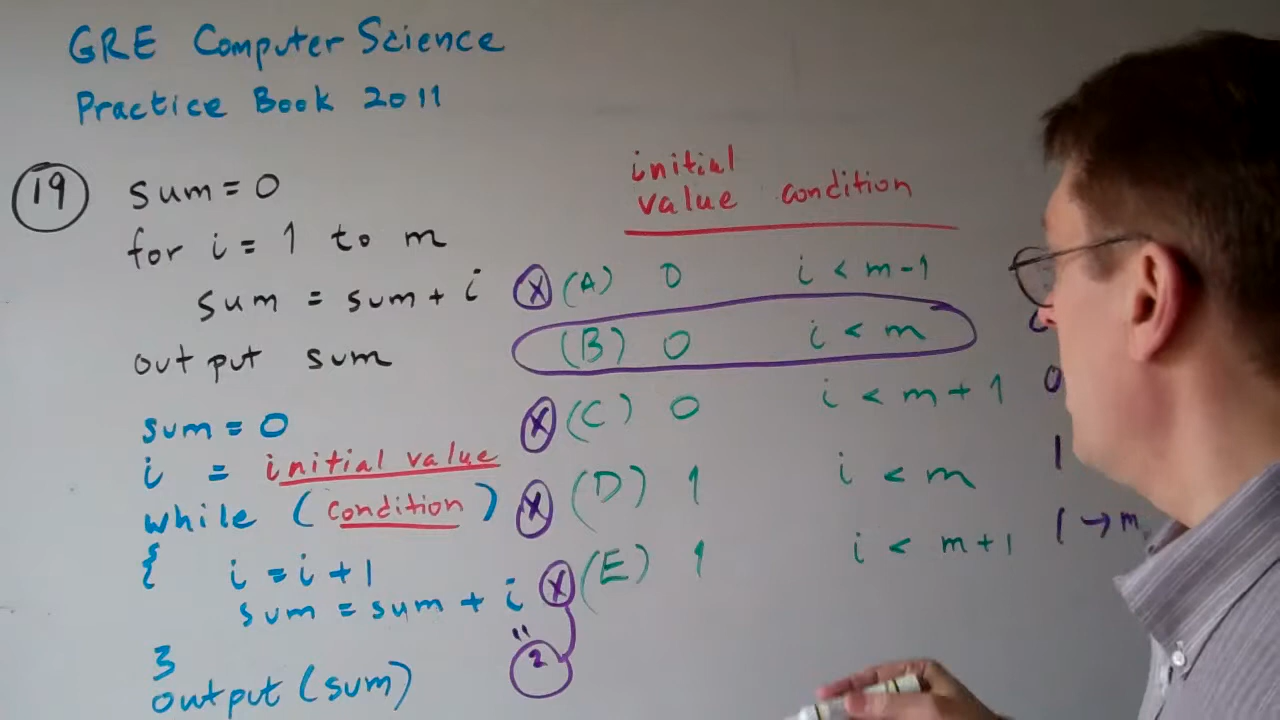 GRE Computer Science
Practice Book 2011
19
sum = 0
for i = 1 to m
sum = sum + i
output sum
sum = 0
i = initial value
while (condition)
{ i = i + 1
sum = sum + i
}
output (sum)
initial
value condition
X (A) 0 i < m-1
(B) 0 i < m
X (C) 0 i < m + 1
X (D) 1 i < m
X (E) 1 i < m+1
"
2
0
1
1 → m